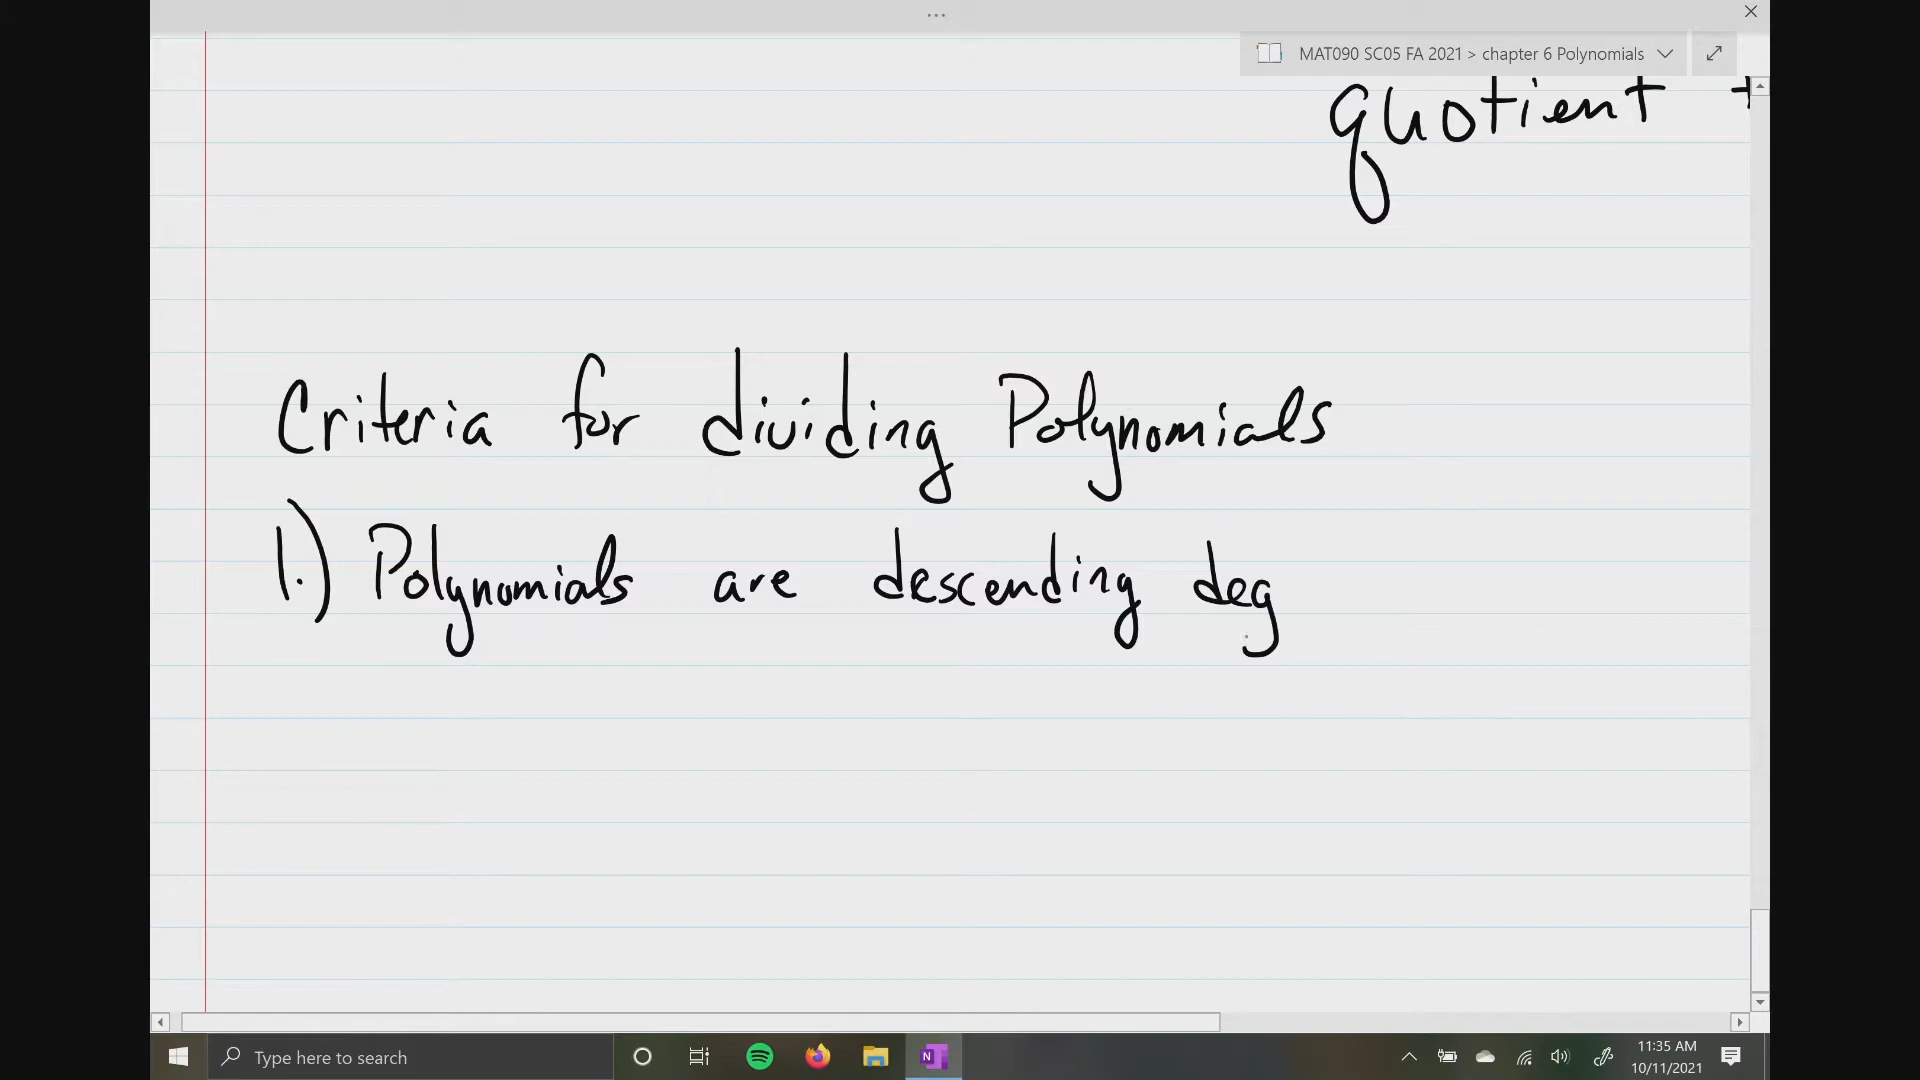 ...
MAT090 SC05 FA 2021 > chapter 6 Polynomials
quotient +
Criteria for dividing Polynomials
1.) Polynomials are descending deg
Type here to search
11:35 AM
10/11/2021